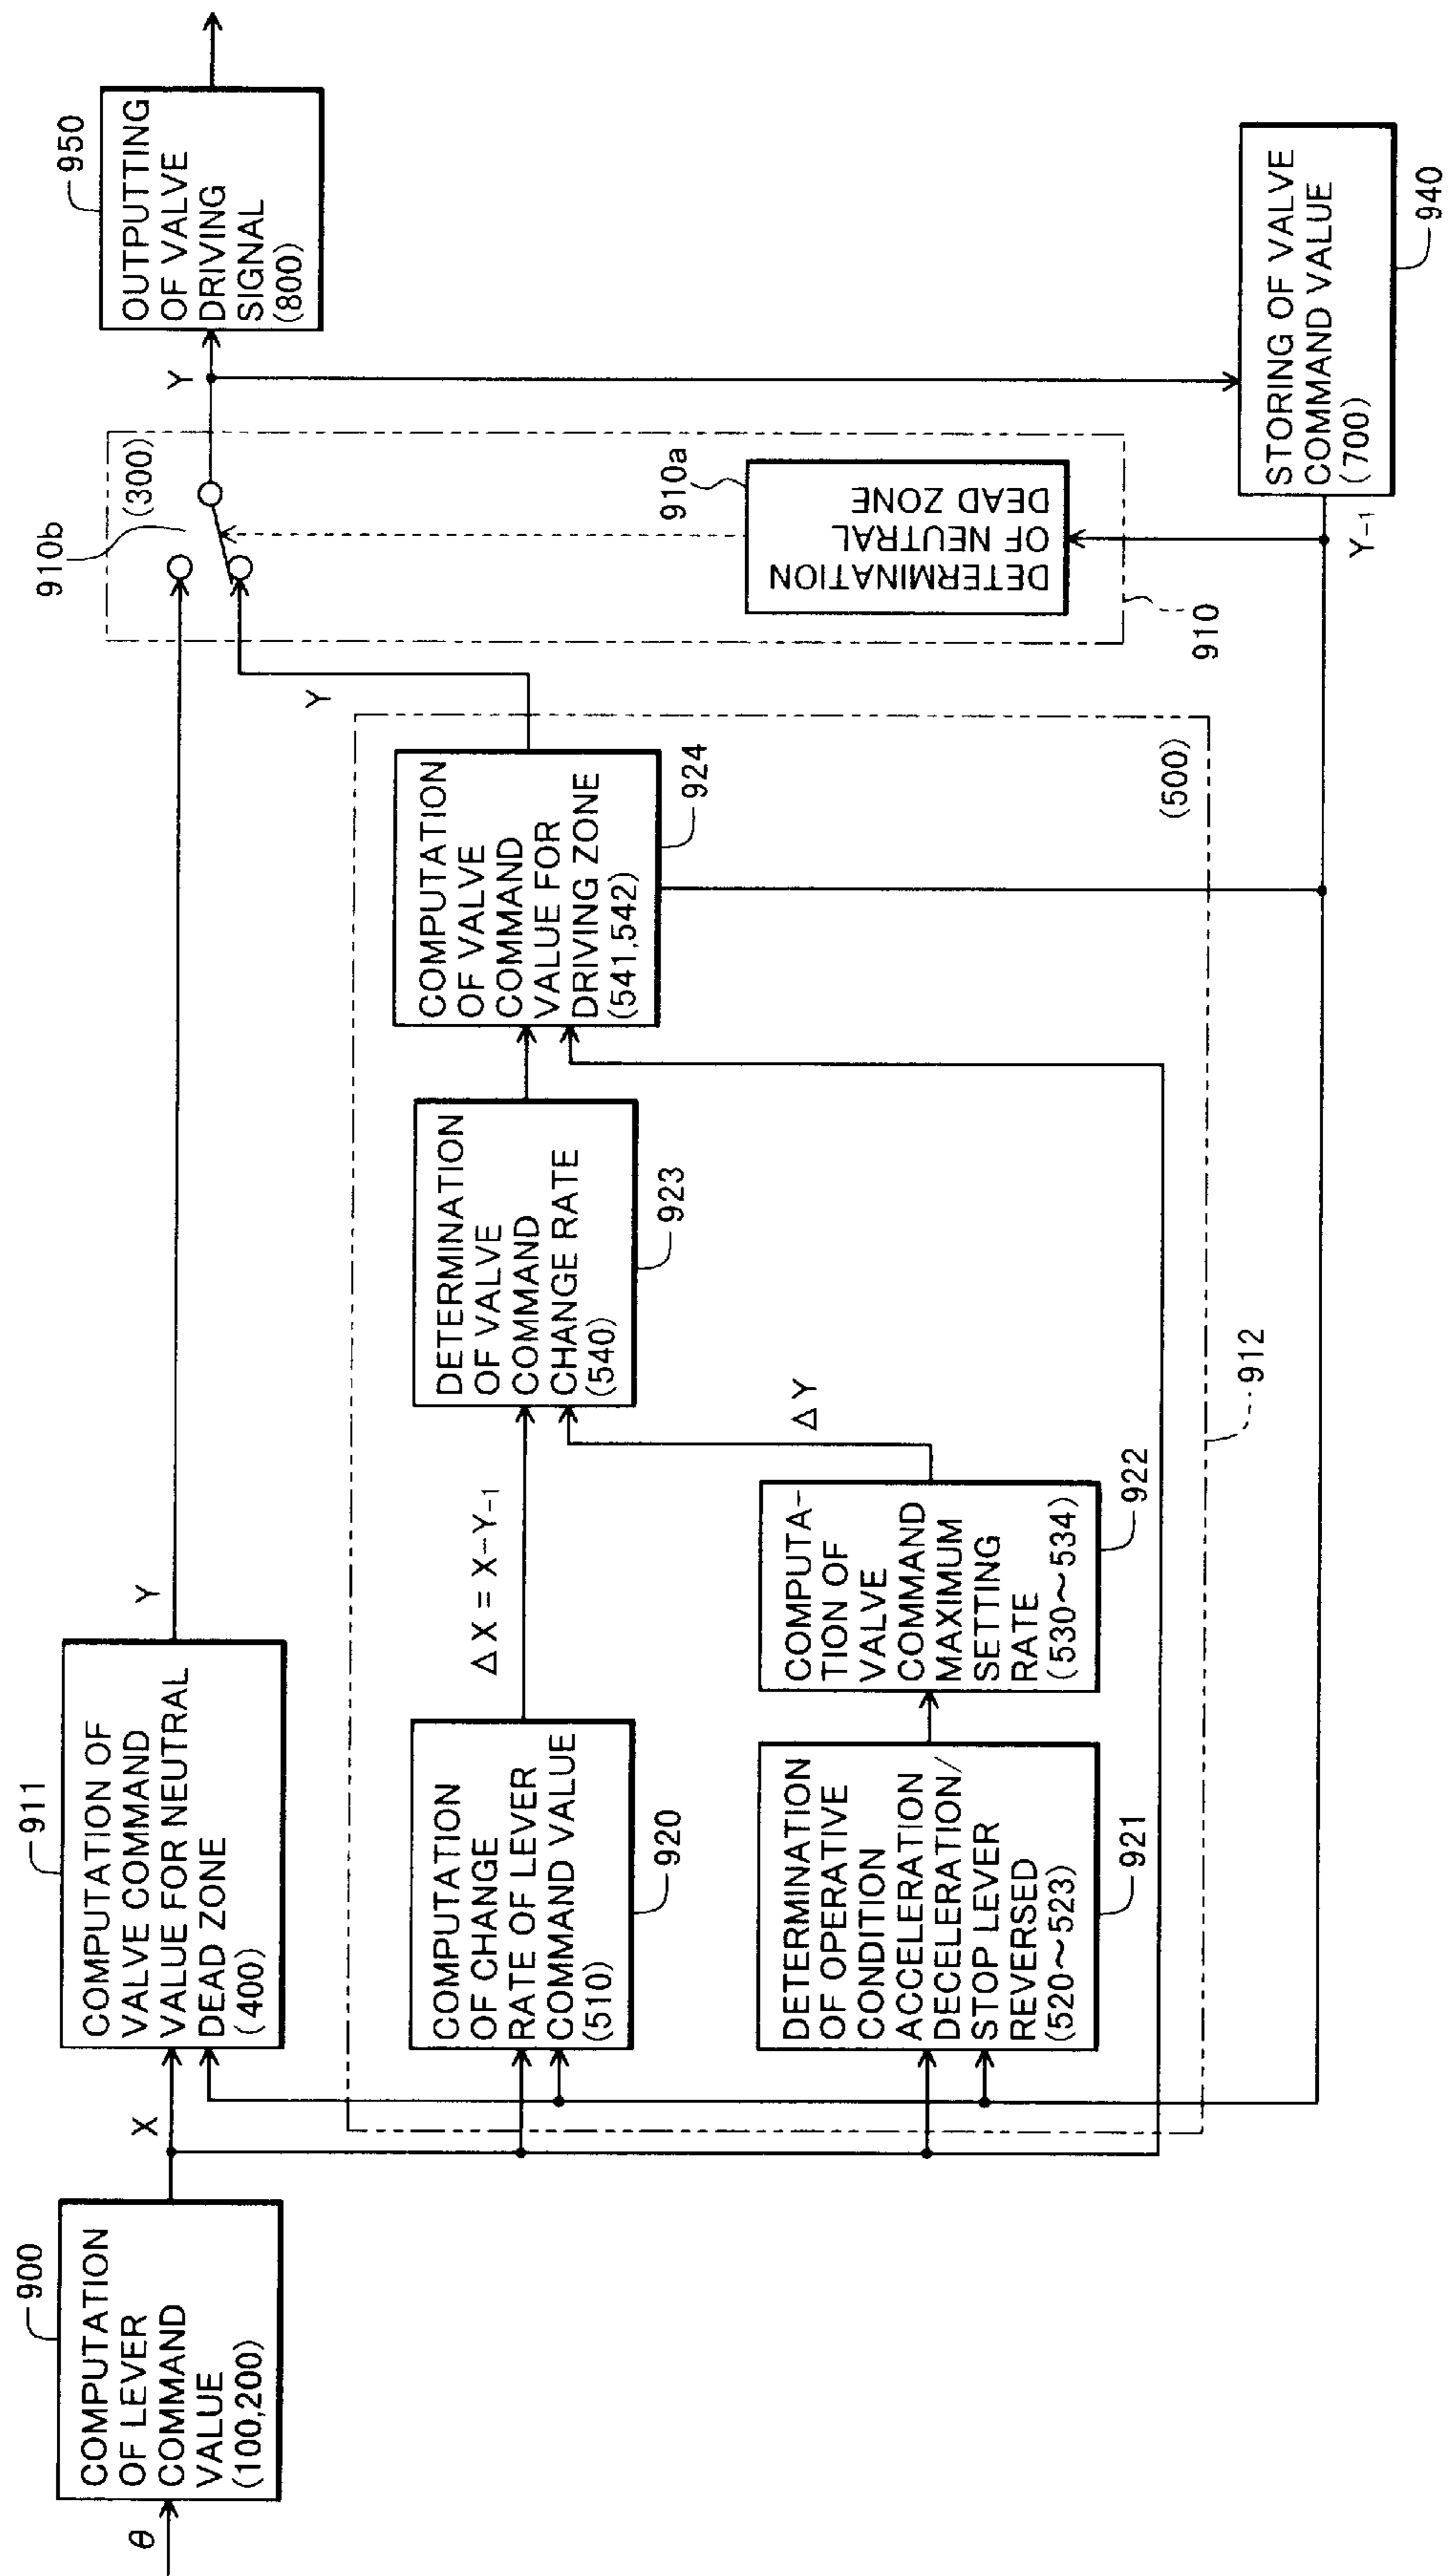 θ
900
COMPUTATION
OF LEVER
COMMAND
VALUE
(100,200)
X
911
COMPUTATION OF
VALVE COMMAND
VALUE FOR NEUTRAL
DEAD ZONE
(400)
Y
COMPUTATION
OF CHANGE
RATE OF LEVER
COMMAND VALUE
(510)
920
ΔX = X-Y-1
DETERMINATION
OF OPERATIVE
CONDITION
ACCELERATION
DECELERATION/
STOP LEVER
REVERSED
(520~523)
921
COMPUTA-
TION OF
VALVE
COMMAND
MAXIMUM
SETTING
RATE
(530~534)
922
ΔY
DETERMINATION
OF VALVE
COMMAND
CHANGE RATE
(540)
923
COMPUTATION
OF VALVE
COMMAND
VALUE FOR
DRIVING ZONE
(541,542)
924
(500)
912
Y
910b
(300)
910a
DETERMINATION
OF NEUTRAL
DEAD ZONE
910
Y
950
OUTPUTTING
OF VALVE
DRIVING
SIGNAL
(800)
STORING OF VALVE
COMMAND VALUE
(700)
940
Y-1